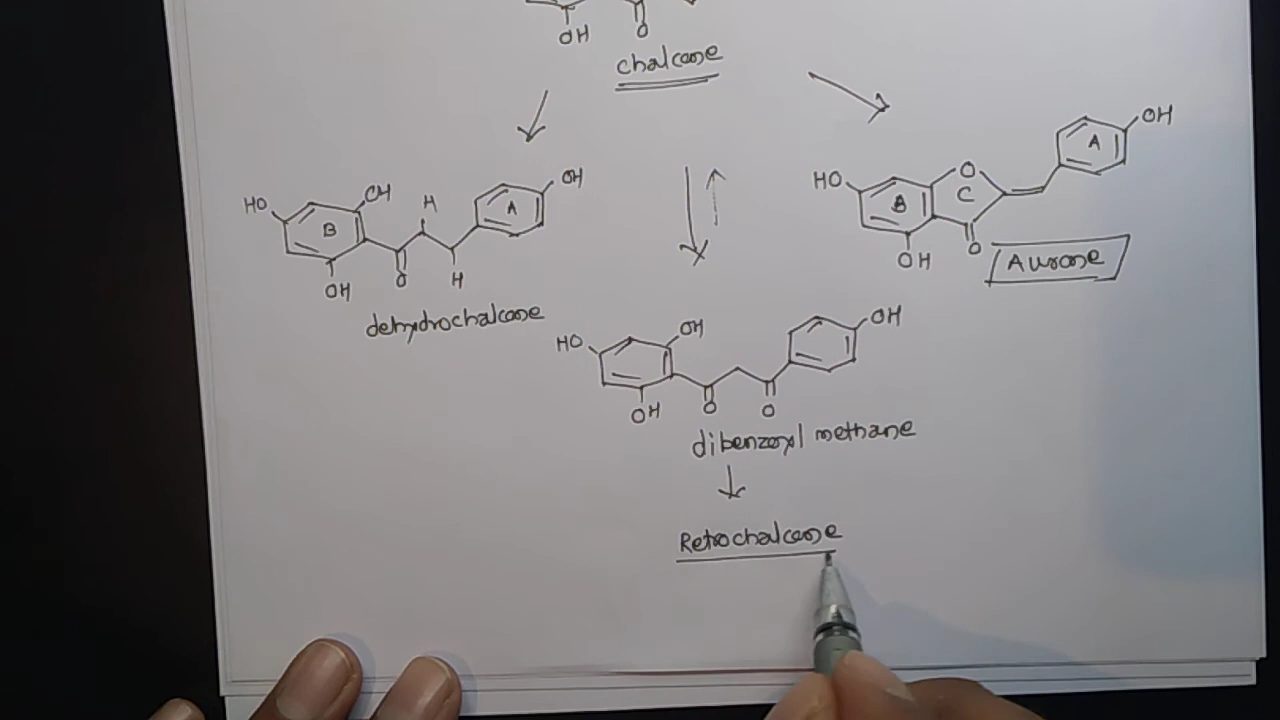 OH O
chalcone
HO OH H OH
B A
O
OH H
dehydrochalcone
OH
A
HO O
B C
O
OH
Aurone
HO OH OH
OH O O
dibenzoyl methane
Retrochalcone